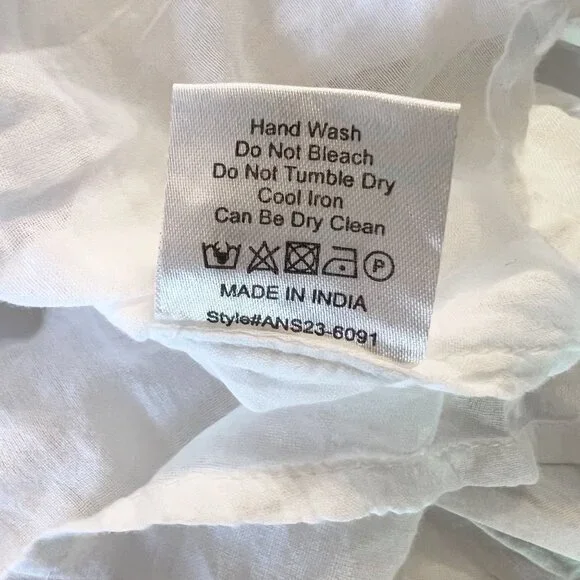 Hand Wash
Do Not Bleach
Do Not Tumble Dry
Cool Iron
Can Be Dry Clean
P
MADE IN INDIA
Style#ANS23-6091